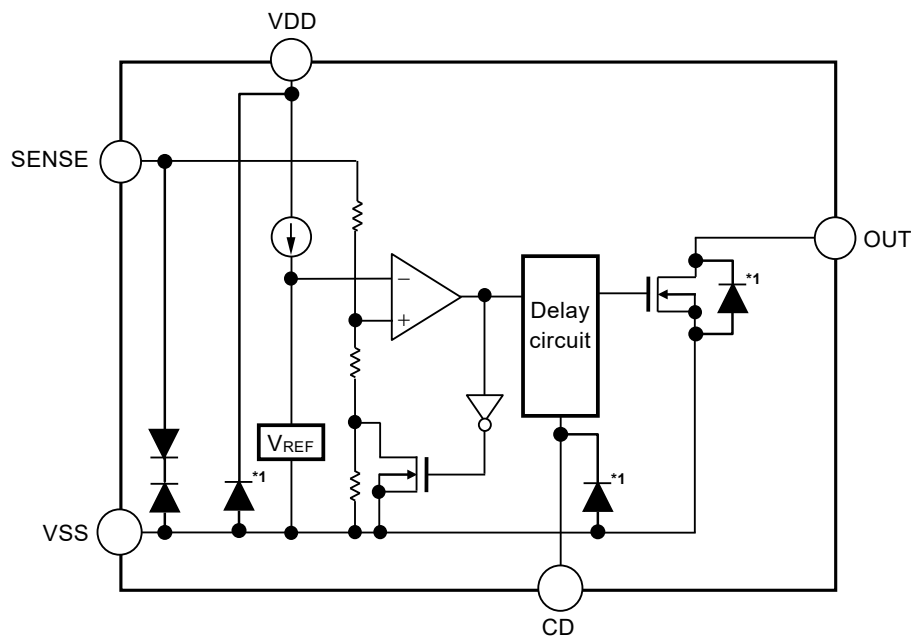 VDD
SENSE
OUT
*1
−
+
Delay
circuit
VREF
*1
*1
VSS
CD